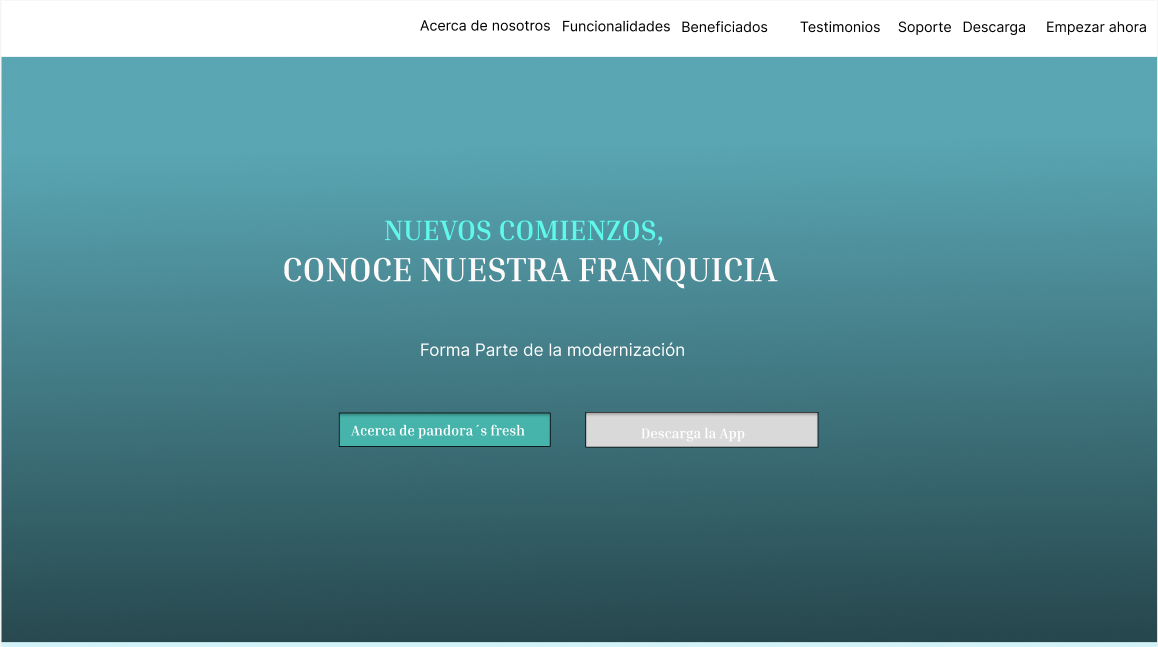 Acerca de nosotros Funcionalidades Beneficiados Testimonios Soporte Descarga Empezar ahora
NUEVOS COMIENZOS,
CONOCE NUESTRA FRANQUICIA
Forma Parte de la modernización
Acerca de pandora´s fresh Descarga la App